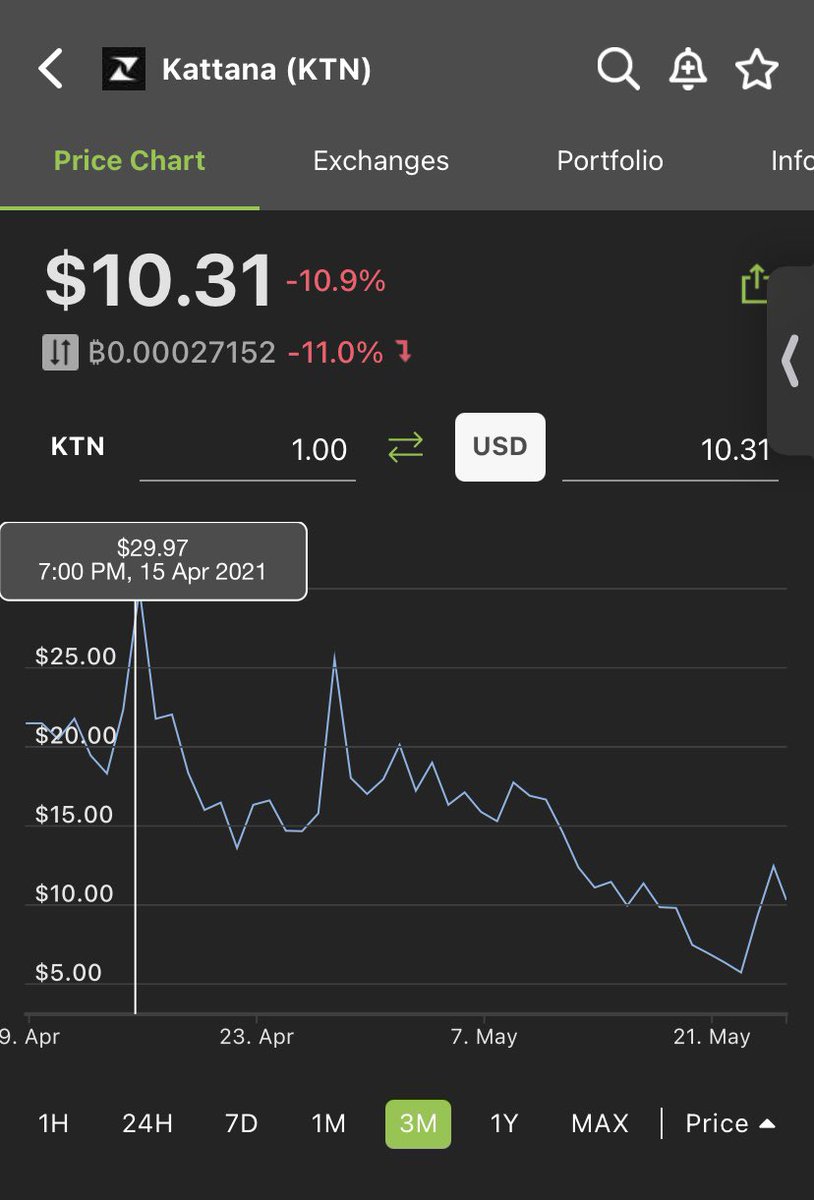 Kattana (KTN)
Price Chart Exchanges Portfolio Info
$10.31 -10.9%
₿0.00027152 -11.0%
KTN 1.00 USD 10.31
$29.97
7:00 PM, 15 Apr 2021
$25.00
$20.00
$15.00
$10.00
$5.00
9. Apr 23. Apr 7. May 21. May
1H 24H 7D 1M 3M 1Y MAX | Price